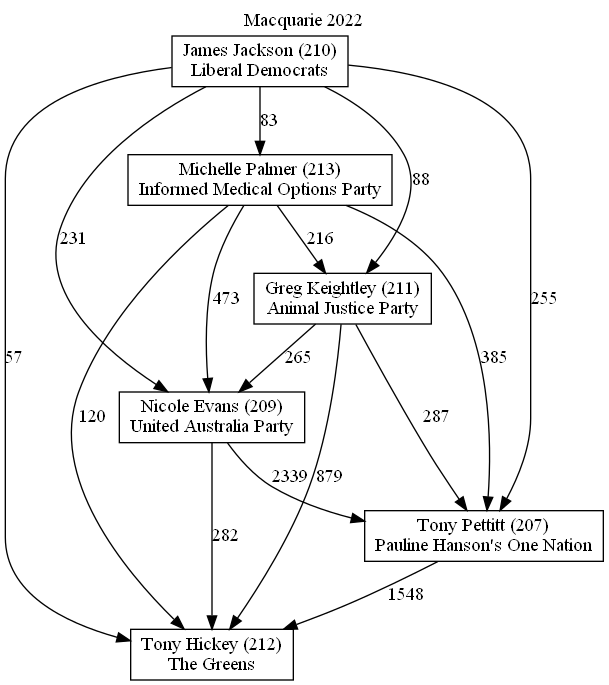 Macquarie 2022
James Jackson (210)
Liberal Democrats
83
Michelle Palmer (213)
Informed Medical Options Party
88
231
216
473
Greg Keightley (211)
Animal Justice Party
255
57
265
385
Nicole Evans (209)
United Australia Party
120
287
2339
879
282
Tony Pettitt (207)
Pauline Hanson's One Nation
1548
Tony Hickey (212)
The Greens